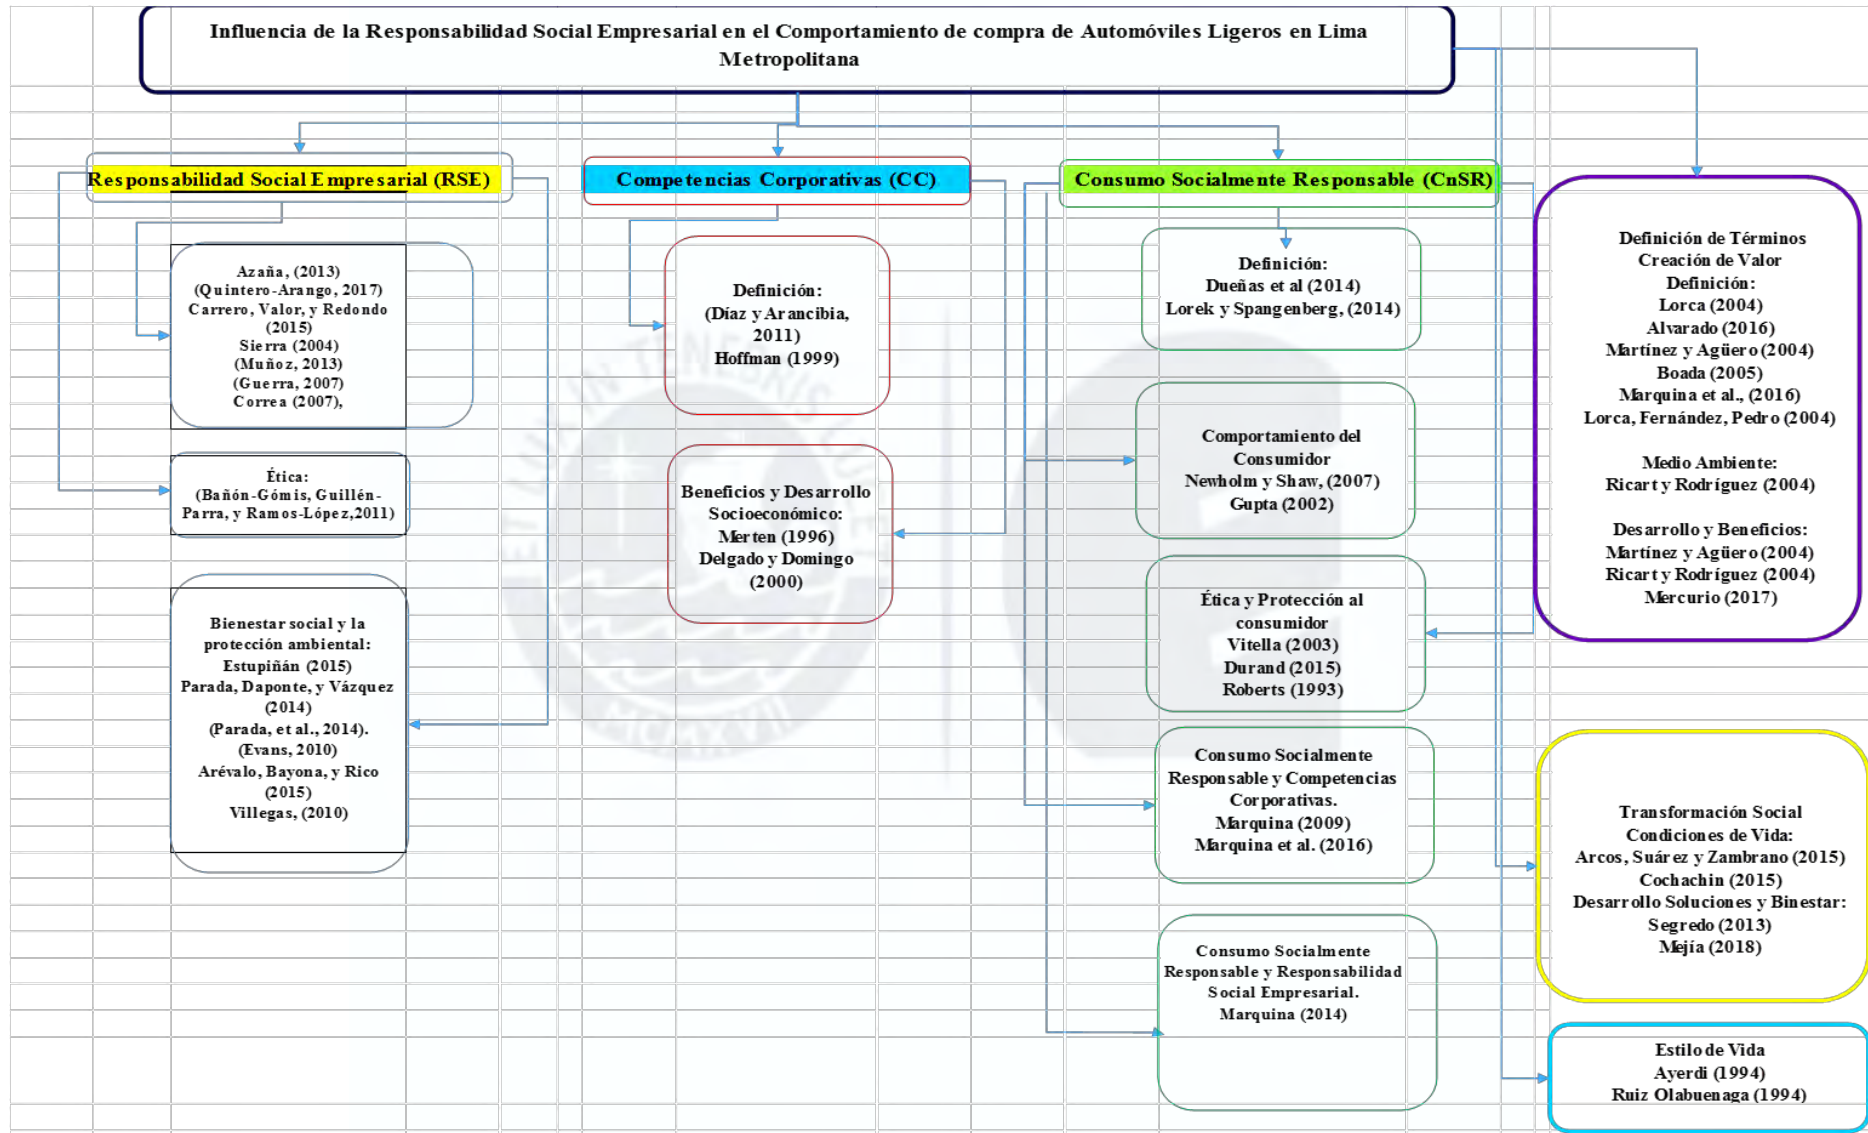 Influencia de la Responsabilidad Social Empresarial en el Comportamiento de compra de Automóviles Ligeros en Lima
Metropolitana
Responsabilidad Social Empresarial (RSE)
Azaña, (2013)
(Quintero-Arango, 2017)
Carrero, Valor, y Redondo
(2015)
Sierra (2004)
(Muñoz, 2013)
(Guerra, 2007)
Correa (2007),
Ética:
(Bañón-Gómis, Guillén-
Parra, y Ramos-López,2011)
Bienestar social y la
protección ambiental:
Estupiñán (2015)
Parada, Daponte, y Vázquez
(2014)
(Parada, et al., 2014).
(Evans, 2010)
Arévalo, Bayona, y Rico
(2015)
Villegas, (2010)
Competencias Corporativas (CC)
Definición:
(Díaz y Arancibia,
2011)
Hoffman (1999)
Beneficios y Desarrollo
Socioeconómico:
Merten (1996)
Delgado y Domingo
(2000)
Consumo Socialmente Responsable (CnSR)
Definición:
Dueñas et al (2014)
Lorek y Spangenberg, (2014)
Comportamiento del
Consumidor
Newholm y Shaw, (2007)
Gupta (2002)
Ética y Protección al
consumidor
Vitella (2003)
Durand (2015)
Roberts (1993)
Consumo Socialmente
Responsable y Competencias
Corporativas.
Marquina (2009)
Marquina et al. (2016)
Consumo Socialmente
Responsable y Responsabilidad
Social Empresarial.
Marquina (2014)
Definición de Términos
Creación de Valor
Definición:
Lorca (2004)
Alvarado (2016)
Martínez y Agüero (2004)
Boada (2005)
Marquina et al., (2016)
Lorca, Fernández, Pedro (2004)
Medio Ambiente:
Ricart y Rodríguez (2004)
Desarrollo y Beneficios:
Martínez y Agüero (2004)
Ricart y Rodríguez (2004)
Mercurio (2017)
Transformación Social
Condiciones de Vida:
Arcos, Suárez y Zambrano (2015)
Cochachin (2015)
Desarrollo Soluciones y Binestar:
Segredo (2013)
Mejía (2018)
Estilo de Vida
Ayerdi (1994)
Ruiz Olabuenaga (1994)
ET LUX IN TENEBRIS LUCET
MCMXVII